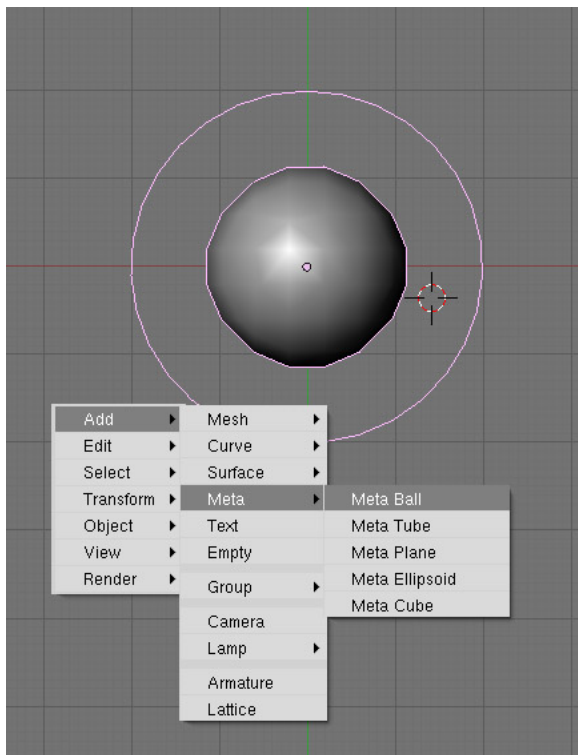 Add
Edit
Select
Transform
Object
View
Render
Mesh
Curve
Surface
Meta
Text
Empty
Group
Camera
Lamp
Armature
Lattice
Meta Ball
Meta Tube
Meta Plane
Meta Ellipsoid
Meta Cube